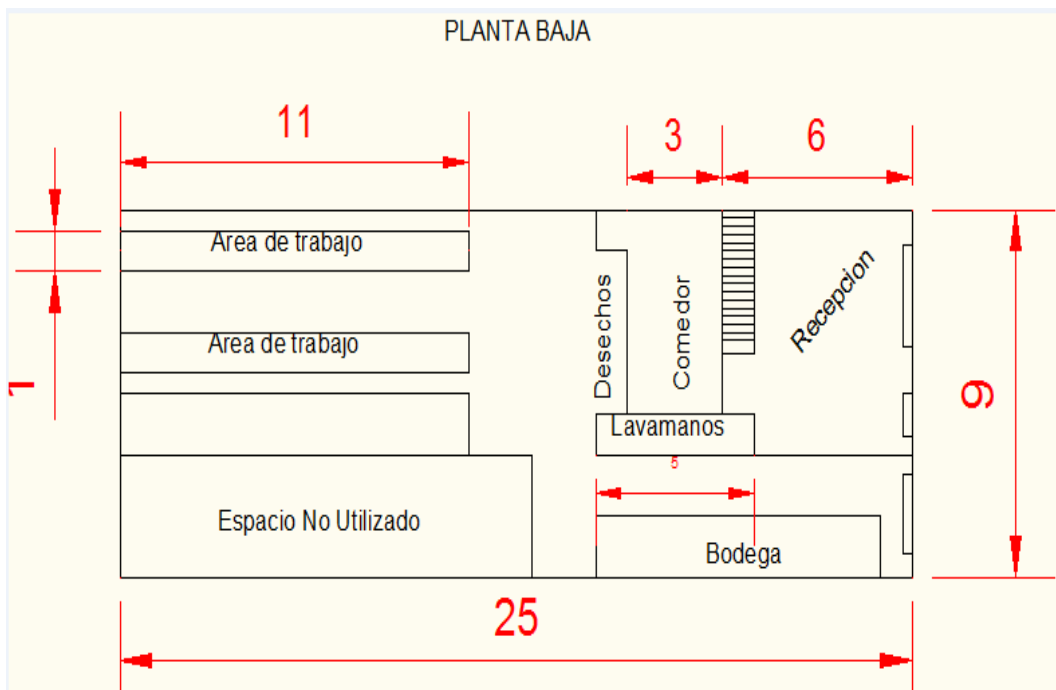 PLANTA BAJA
11
3
6
Area de trabajo
1
Area de trabajo
Desechos
Comedor
Recepcion
9
Lavamanos
5
Espacio No Utilizado
Bodega
25